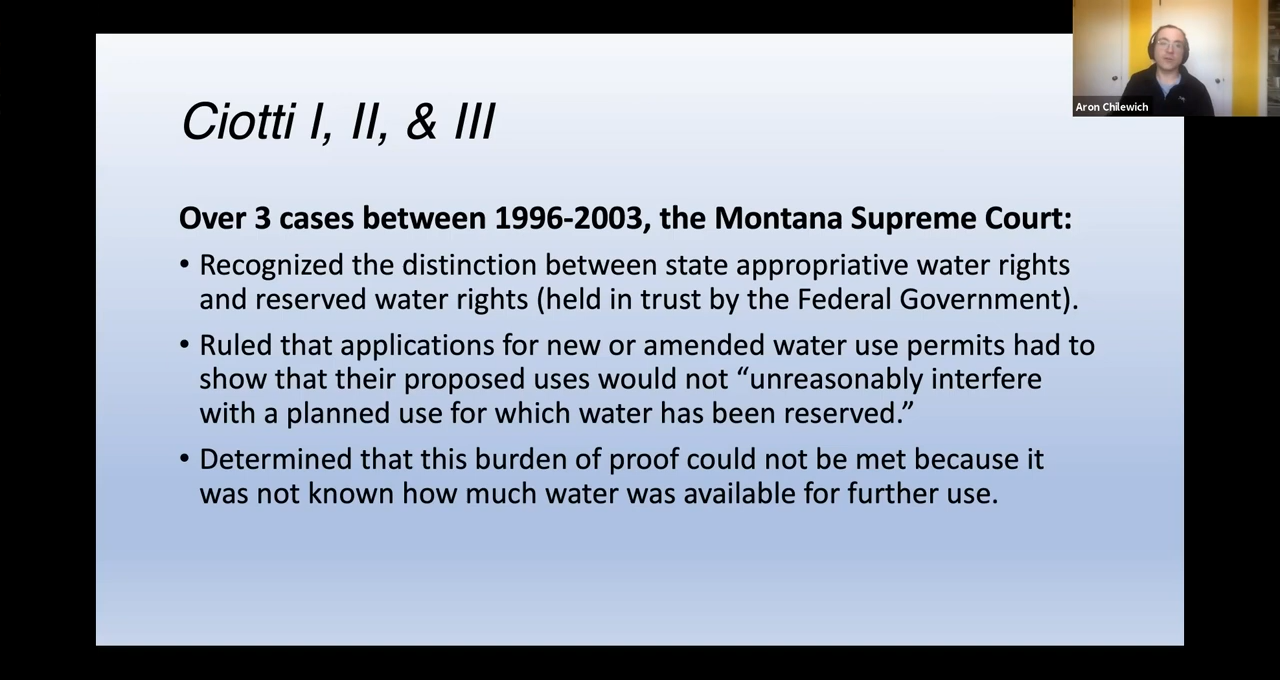 Aron Chilewich
Ciotti I, II, & III
Over 3 cases between 1996-2003, the Montana Supreme Court:
• Recognized the distinction between state appropriative water rights
and reserved water rights (held in trust by the Federal Government).
• Ruled that applications for new or amended water use permits had to
show that their proposed uses would not “unreasonably interfere
with a planned use for which water has been reserved.”
• Determined that this burden of proof could not be met because it
was not known how much water was available for further use.